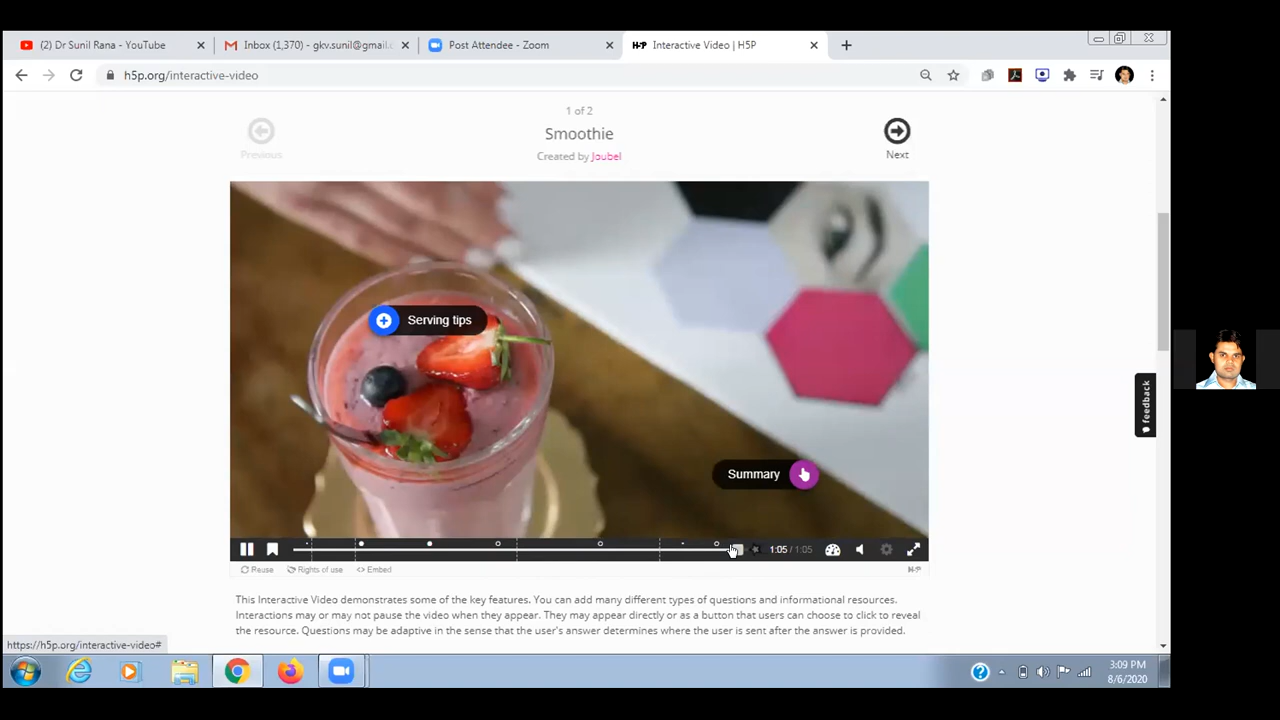 (2) Dr Sunil Rana - YouTube
Inbox (1,370) - gkv.sunil@gmail.
Post Attendee - Zoom
H-P Interactive Video | H5P
h5p.org/interactive-video
1 of 2
Smoothie
Previous
Created by Joubel
Next
Serving tips
Summary
feedback
1:05 / 1:05
Reuse
Rights of use
<> Embed
H-P
This Interactive Video demonstrates some of the key features. You can add many different types of questions and informational resources.
Interactions may or may not pause the video when they appear. They may appear directly or as a button that users can choose to click to reveal
the resource. Questions may be adaptive in the sense that the user's answer determines where the user is sent after the answer is provided.
https://h5p.org/interactive-video#
3:09 PM
8/6/2020